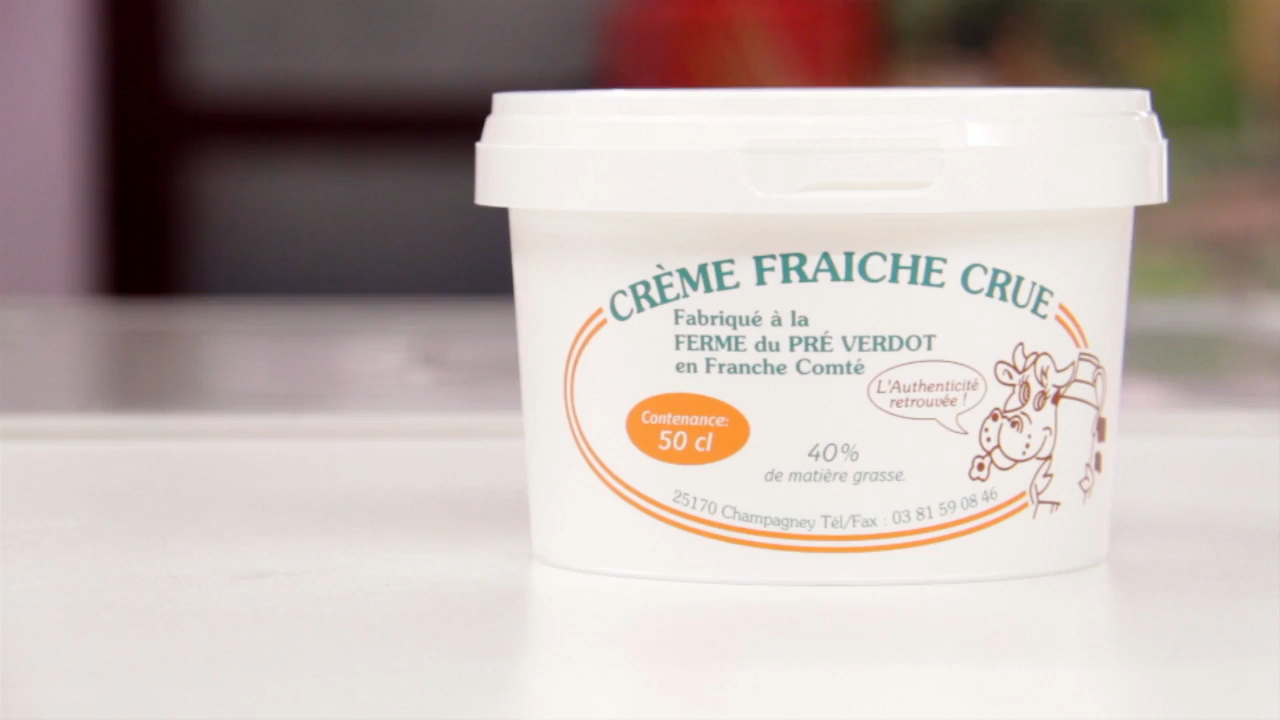 CRÈME FRAICHE CRUE
Fabriqué à la
FERME du PRÉ VERDOT
en Franche Comté
L'Authenticité
retrouvée !
Contenance:
50 cl
40%
de matière grasse.
25170 Champagney Tél/Fax : 03 81 59 08 46